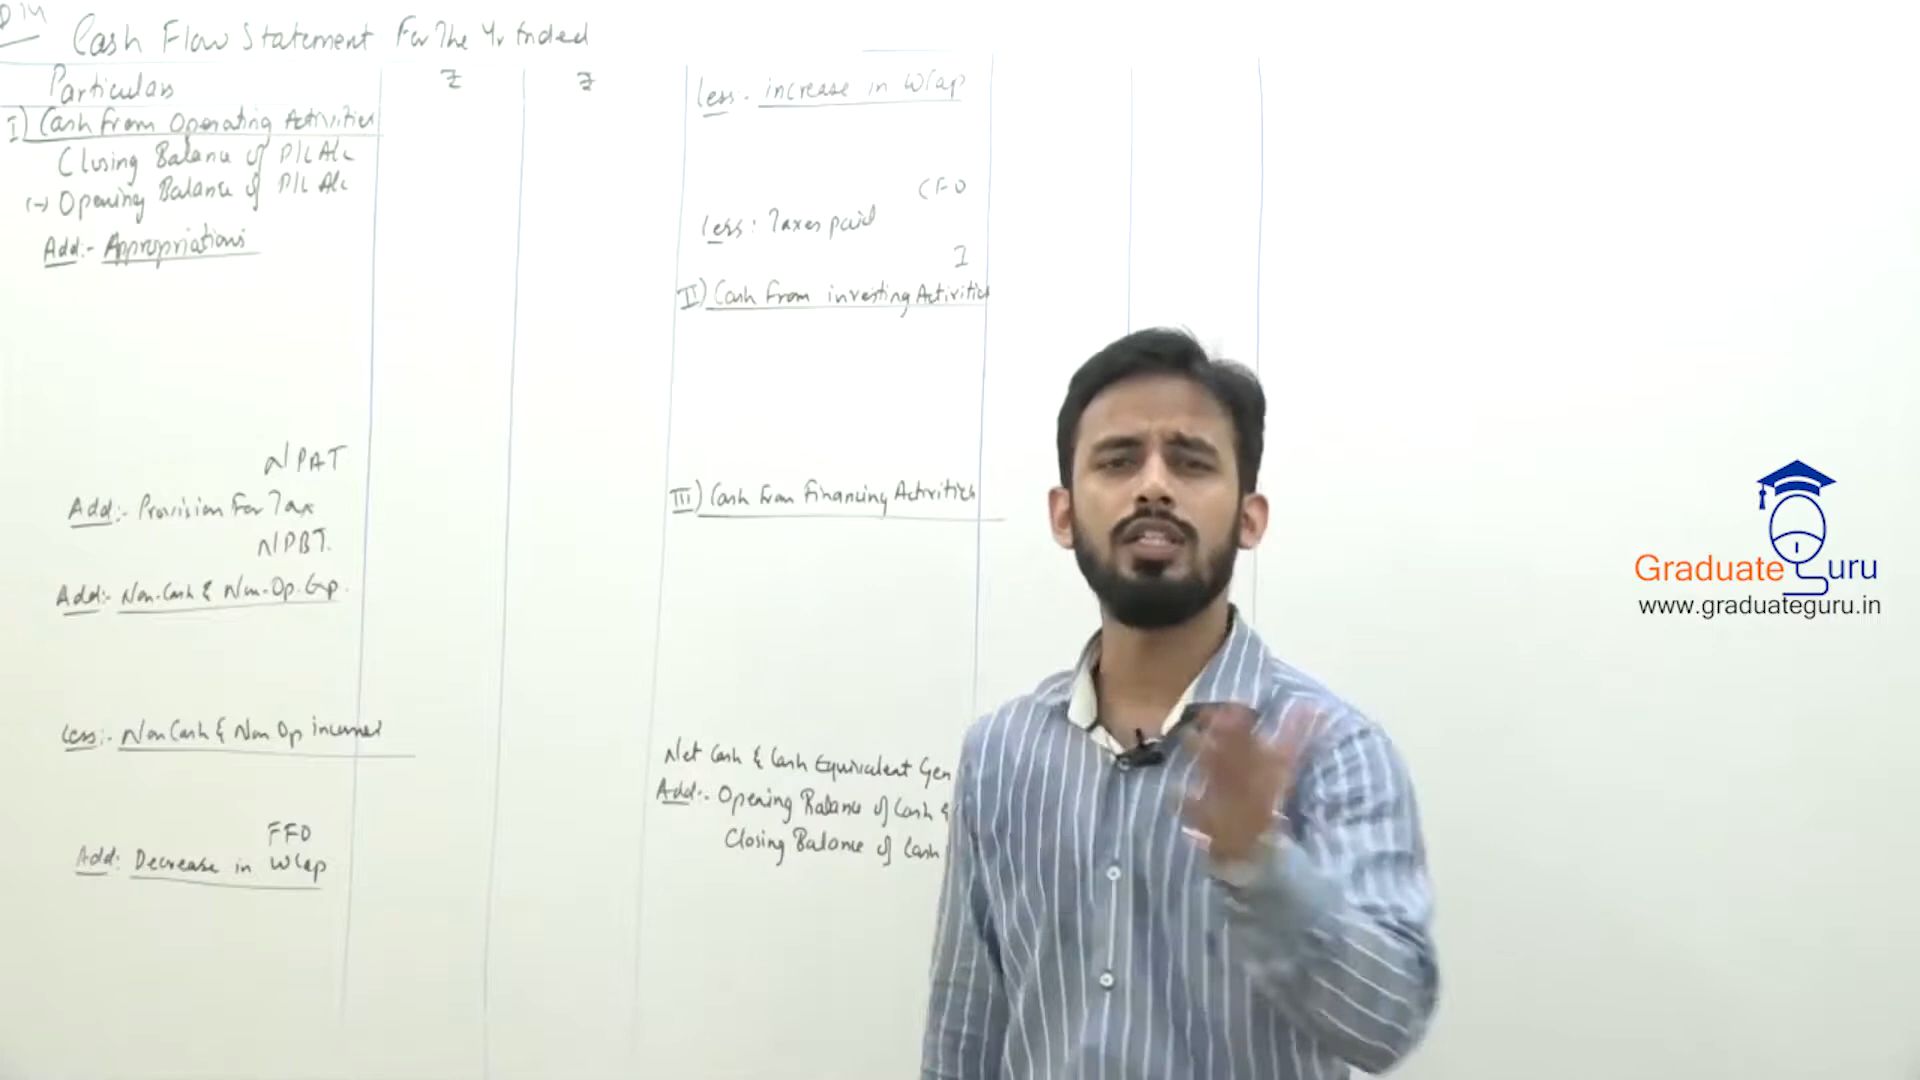 Cash Flow Statement For The Yr Ended
Particulars ₹ ₹
I) Cash from Operating Activities
Closing Balance of P/L A/c
(-) Opening Balance of P/L A/c
Add:- Appropriations
NPAT
Add:- Provision For Tax
NPBT.
Add:- Non-Cash & Non-Op. Exp.
Less:- Non Cash & Non Op incomes
FFO
Add: Decrease in WCap
Less:- increase in WCap
CFO
Less: Taxes paid
I
II) Cash from investing Activities
III) Cash from Financing Activities
Net Cash & Cash Equivalent Gen
Add:- Opening Balance of Cash &
Closing Balance of Cash
Graduate Guru
www.graduateguru.in